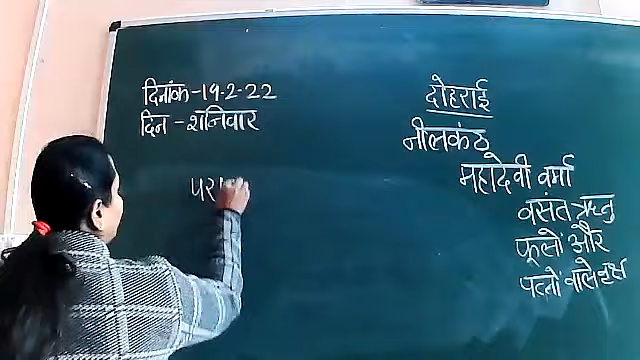 दिनांक - 19-2-22
दिन - शनिवार
दोहराई
नीलकंठ
महादेवी वर्मा
वसंत ऋतु
फूलों और
पत्तों वाले वृक्ष
पर